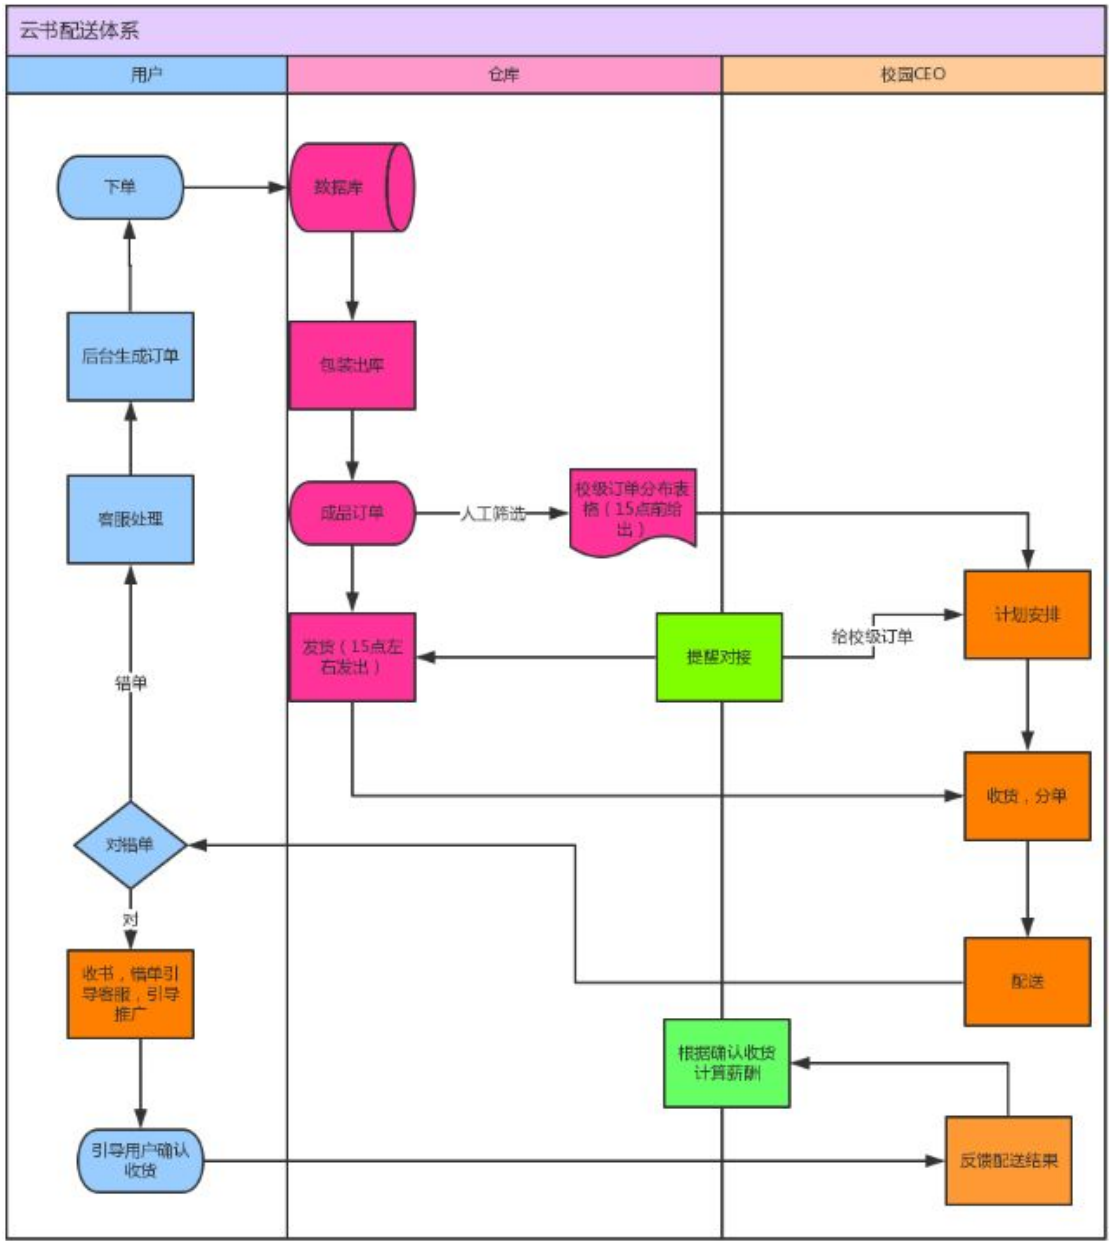 云书配送体系
用户
仓库
校园CEO
下单
数据库
后台生成订单
包装出库
客服处理
成品订单
人工筛选
校级订单分布表
格（15点前给
出）
计划安排
发货（15点左
右发出）
提醒对接
给校级订单
错单
收货，分单
对错单
对
收书，错单引
导客服，引导
推广
配送
根据确认收货
计算薪酬
引导用户确认
收货
反馈配送结果